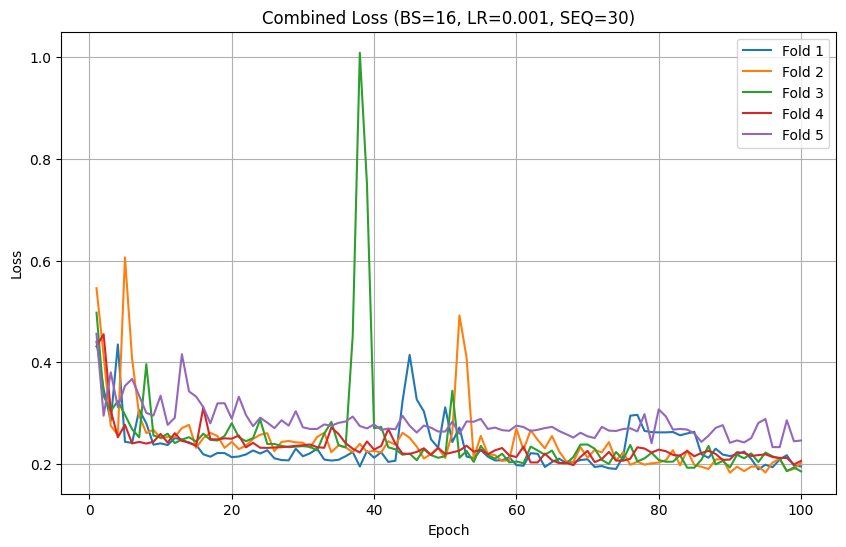 Combined Loss (BS=16, LR=0.001, SEQ=30)
Fold 1
Fold 2
Fold 3
Fold 4
Fold 5
Loss
1.0
0.8
0.6
0.4
0.2
0
20
40
60
80
100
Epoch